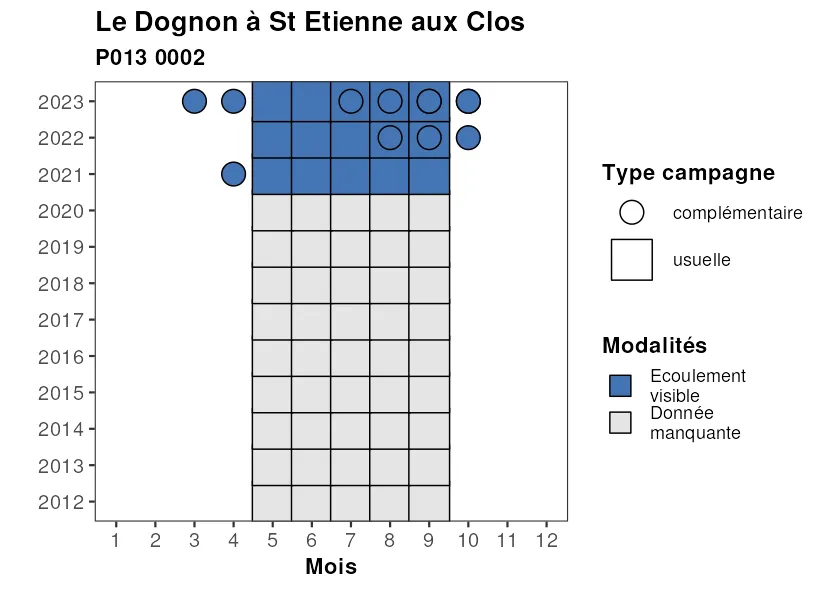 Le Dognon à St Etienne aux Clos
P013 0002
2023
2022
2021
2020
2019
2018
2017
2016
2015
2014
2013
2012
1 2 3 4 5 6 7 8 9 10 11 12
Mois
Type campagne
complémentaire
usuelle
Modalités
Ecoulement
visible
Donnée
manquante